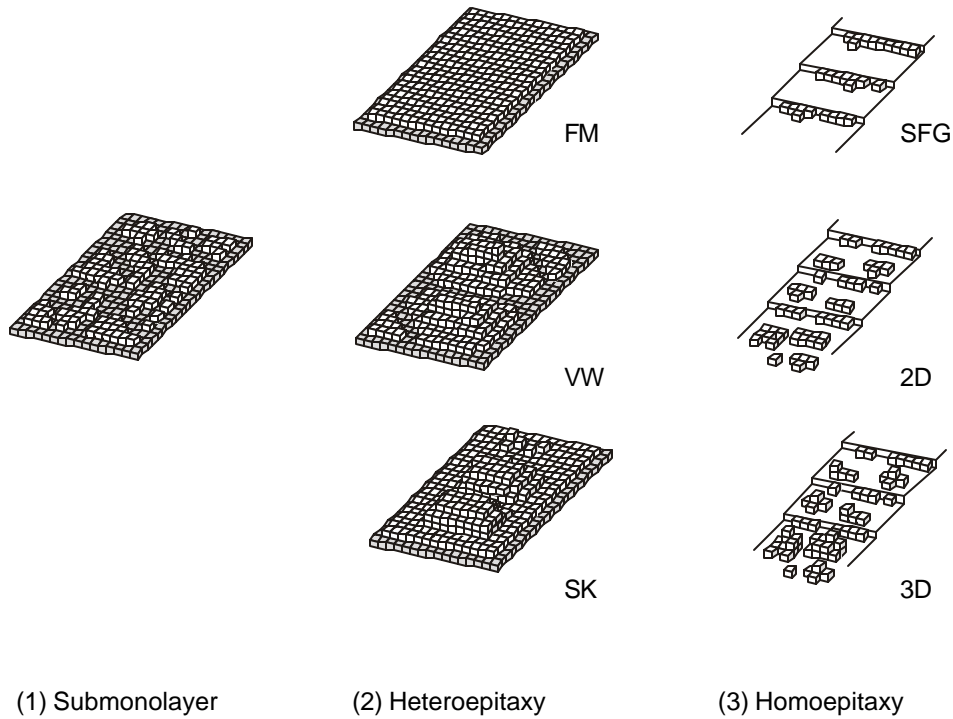 FM
SFG
VW
2D
SK
3D
(1) Submonolayer
(2) Heteroepitaxy
(3) Homoepitaxy